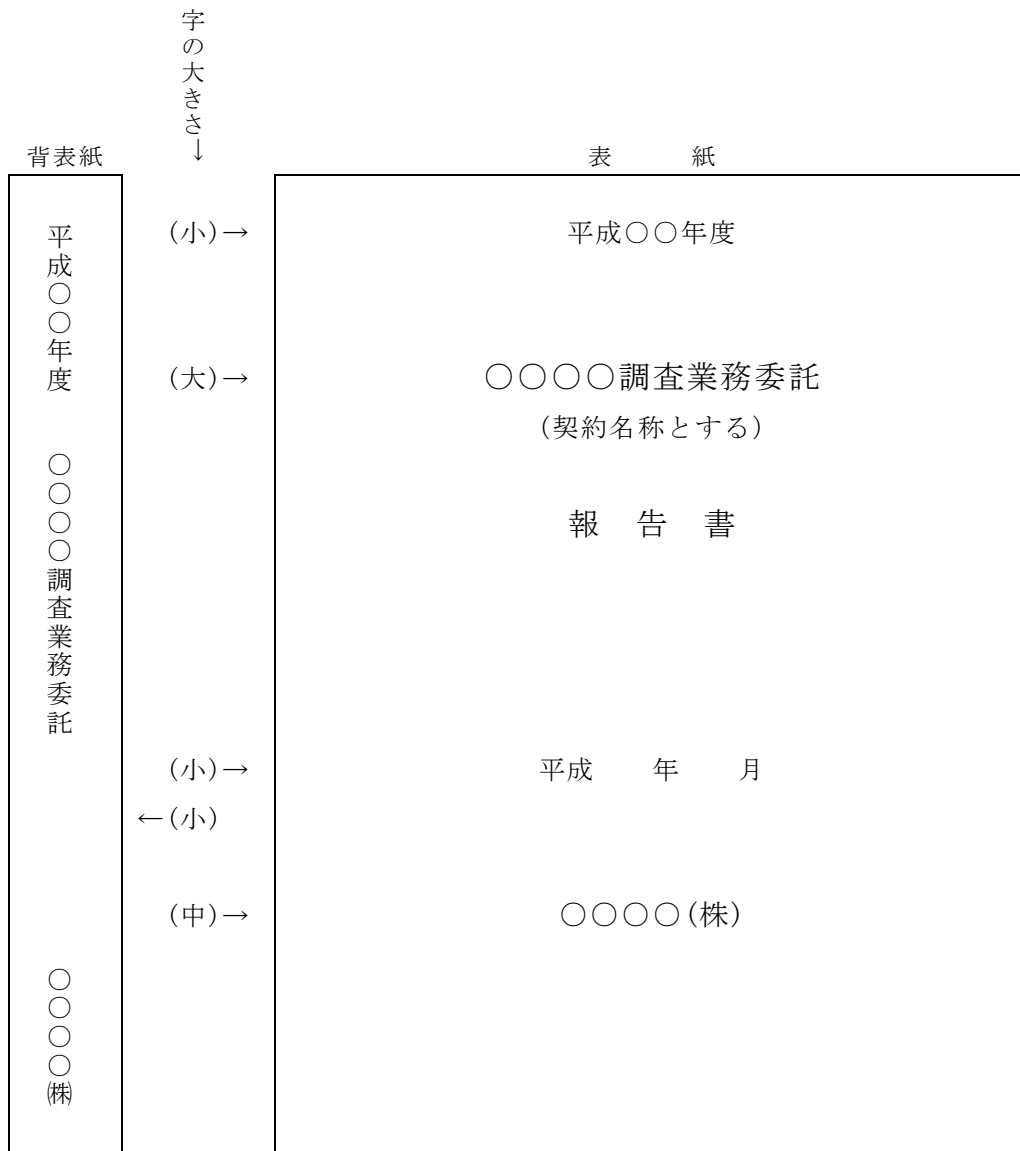 字の大きさ↓
背表紙
表 紙
平成○○年度 ○○○○調査業務委託 ○○○○㈱
(小)→
平成○○年度
(大)→
○○○○調査業務委託
(契約名称とする)
報 告 書
(小)→
平成 年 月
←(小)
(中)→
○○○○(株)